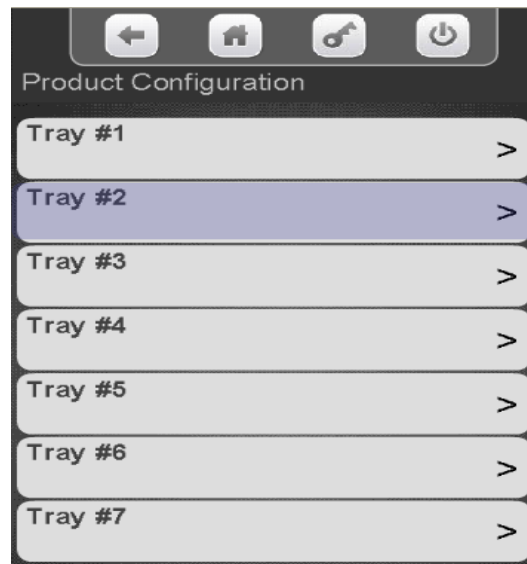 Product Configuration
Tray #1
>
Tray #2
>
Tray #3
>
Tray #4
>
Tray #5
>
Tray #6
>
Tray #7
>